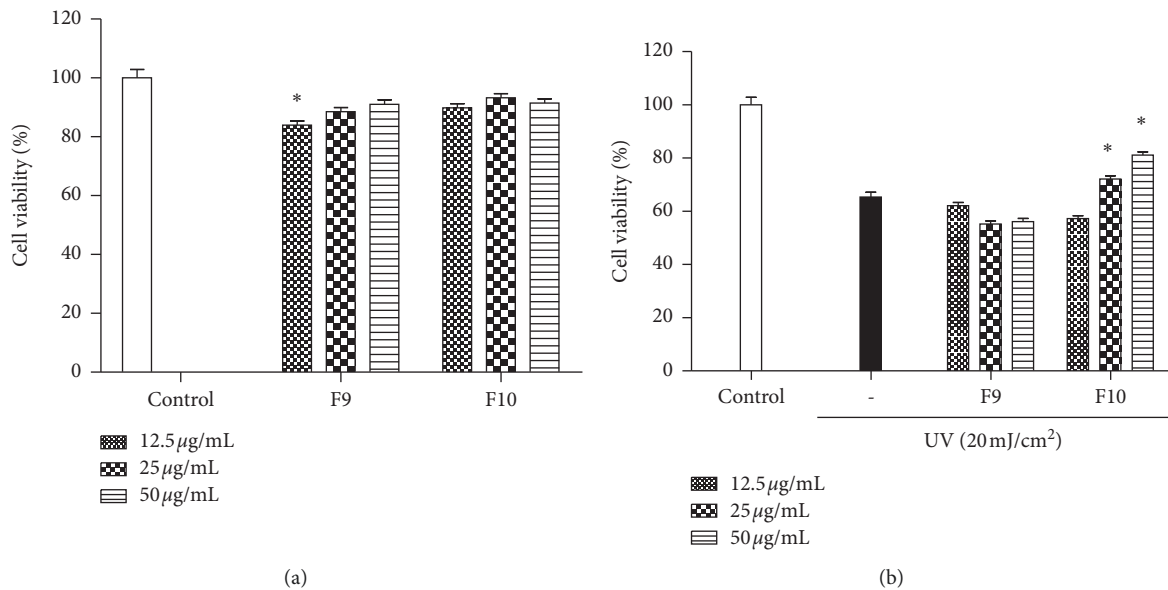 120
100
80
60
40
20
0
Cell viability (%)
*
Control
F9
F10
12.5 μg/mL
25 μg/mL
50 μg/mL
(a)
120
100
80
60
40
20
0
Cell viability (%)
*
*
Control
-
F9
F10
UV (20 mJ/cm²)
12.5 μg/mL
25 μg/mL
50 μg/mL
(b)